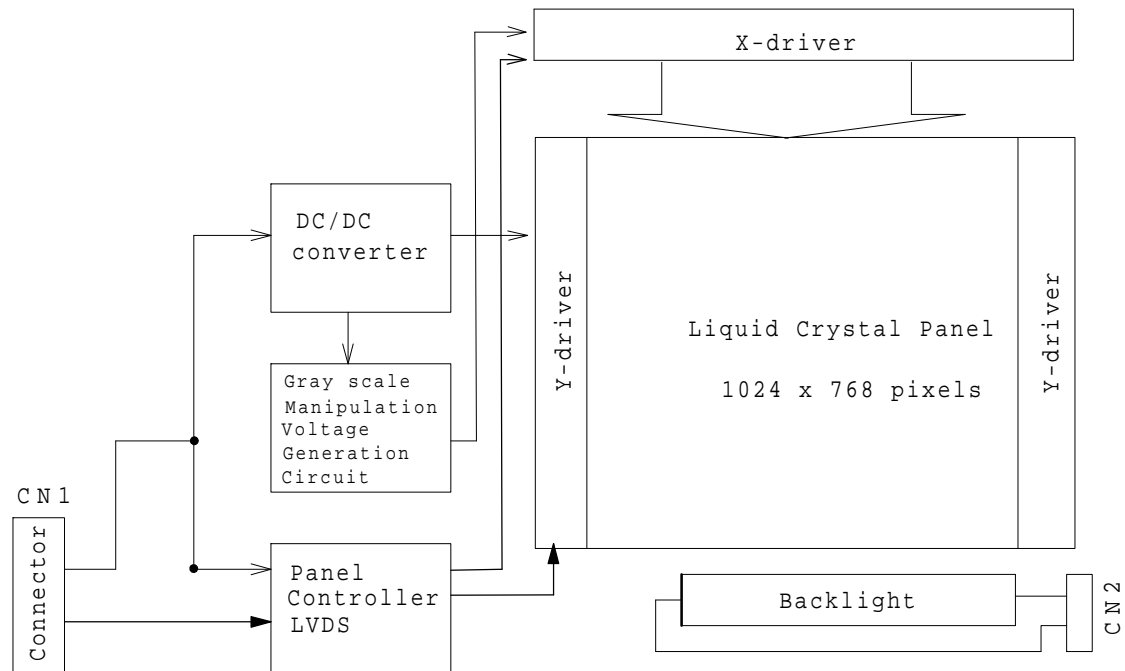 X-driver
DC/DC
converter
Y-driver
Liquid Crystal Panel
1024 x 768 pixels
Y-driver
Gray scale
Manipulation
Voltage
Generation
Circuit
CN1
Connector
Panel
Controller
LVDS
Backlight
CN2